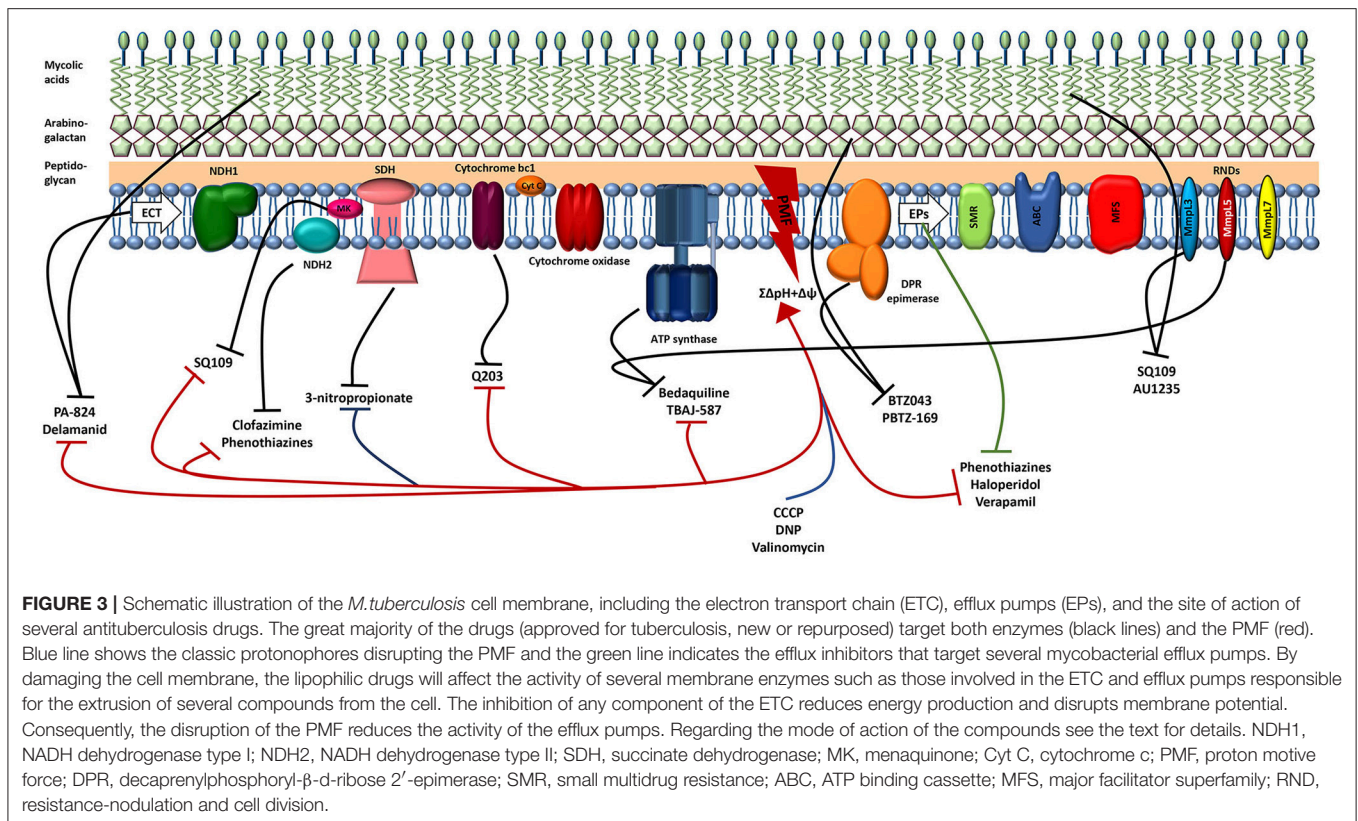 Mycolic
acids
Arabino-
galactan
Peptido-
glycan
NDH1
SDH
Cytochrome bc1
RNDs
Cyt C
ECT
MK
PMF
EPs
SMR
ABC
MFS
MmpL3
MmpL5
MmpL7
NDH2
Cytochrome oxidase
DPR
epimerase
ΣΔpH+Δψ
ATP synthase
SQ109
Q203
3-nitropropionate
Bedaquiline
TBAJ-587
BTZ043
PBTZ-169
SQ109
AU1235
PA-824
Delamanid
Clofazimine
Phenothiazines
Phenothiazines
Haloperidol
Verapamil
CCCP
DNP
Valinomycin
FIGURE 3 | Schematic illustration of the M.tuberculosis cell membrane, including the electron transport chain (ETC), efflux pumps (EPs), and the site of action of
several antituberculosis drugs. The great majority of the drugs (approved for tuberculosis, new or repurposed) target both enzymes (black lines) and the PMF (red).
Blue line shows the classic protonophores disrupting the PMF and the green line indicates the efflux inhibitors that target several mycobacterial efflux pumps. By
damaging the cell membrane, the lipophilic drugs will affect the activity of several membrane enzymes such as those involved in the ETC and efflux pumps responsible
for the extrusion of several compounds from the cell. The inhibition of any component of the ETC reduces energy production and disrupts membrane potential.
Consequently, the disruption of the PMF reduces the activity of the efflux pumps. Regarding the mode of action of the compounds see the text for details. NDH1,
NADH dehydrogenase type I; NDH2, NADH dehydrogenase type II; SDH, succinate dehydrogenase; MK, menaquinone; Cyt C, cytochrome c; PMF, proton motive
force; DPR, decaprenylphosphoryl-β-d-ribose 2′-epimerase; SMR, small multidrug resistance; ABC, ATP binding cassette; MFS, major facilitator superfamily; RND,
resistance-nodulation and cell division.